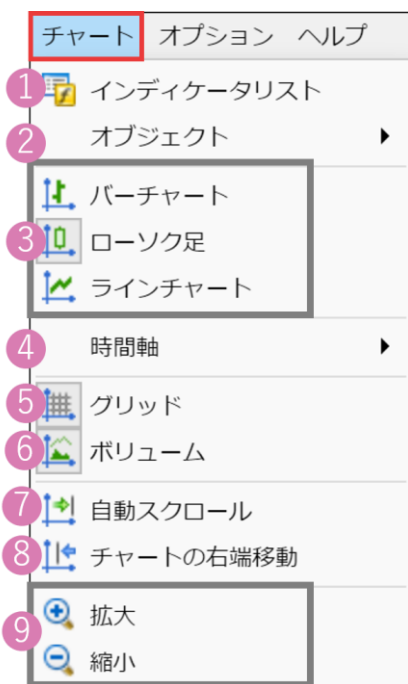 チャート オプション ヘルプ
1 インディケータリスト
2 オブジェクト
バーチャート
3 ローソク足
ラインチャート
4 時間軸
5 グリッド
6 ボリューム
7 自動スクロール
8 チャートの右端移動
拡大
9
縮小